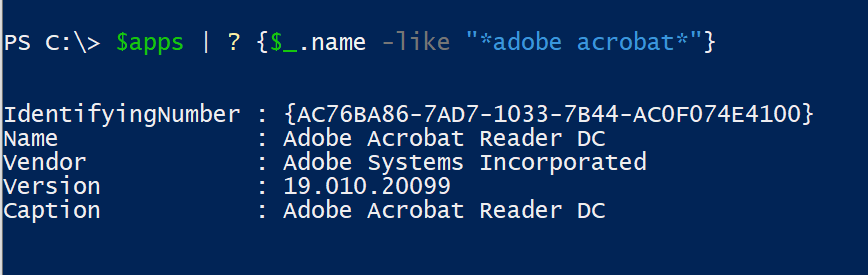 PS C:\> $apps | ? {$_.name -like "*adobe acrobat*"}
IdentifyingNumber : {AC76BA86-7AD7-1033-7B44-AC0F074E4100}
Name              : Adobe Acrobat Reader DC
Vendor            : Adobe Systems Incorporated
Version           : 19.010.20099
Caption           : Adobe Acrobat Reader DC